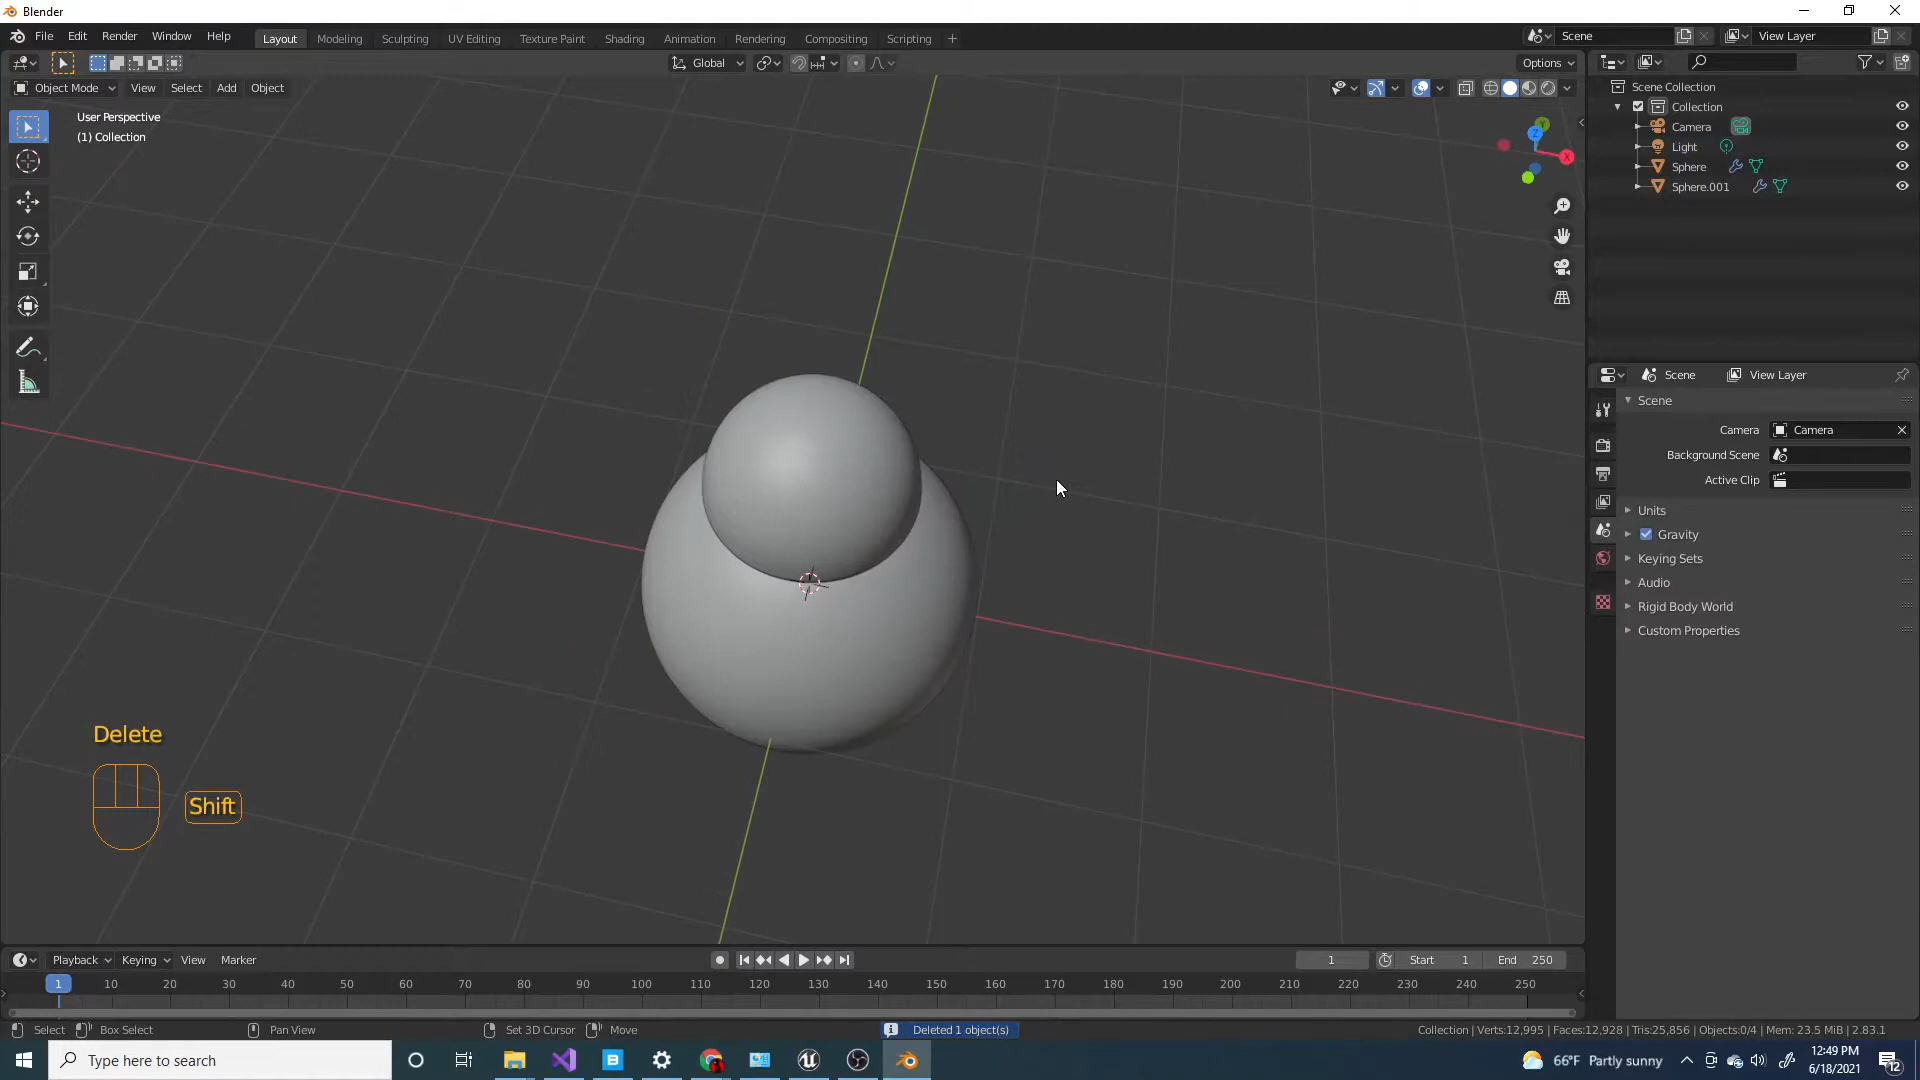 Blender
File Edit Render Window Help
Layout Modeling Sculpting UV Editing Texture Paint Shading Animation Rendering Compositing Scripting +
Scene
View Layer
Global
Options
Object Mode View Select Add Object
User Perspective
(1) Collection
Y
Z
X
Scene Collection
Collection
Camera
Light
Sphere
Sphere.001
Scene View Layer
Scene
Camera Camera
Background Scene
Active Clip
Units
Gravity
Keying Sets
Audio
Rigid Body World
Custom Properties
Delete
Shift
Playback Keying View Marker
1 Start 1 End 250
1 10 20 30 40 50 60 70 80 90 100 110 120 130 140 150 160 170 180 190 200 210 220 230 240 250
Select Box Select Pan View Set 3D Cursor Move Deleted 1 object(s) Collection | Verts:12,995 | Faces:12,928 | Tris:25,856 | Objects:0/4 | Mem: 23.5 MiB | 2.83.1
Type here to search
66°F Partly sunny
12:49 PM
6/18/2021
12